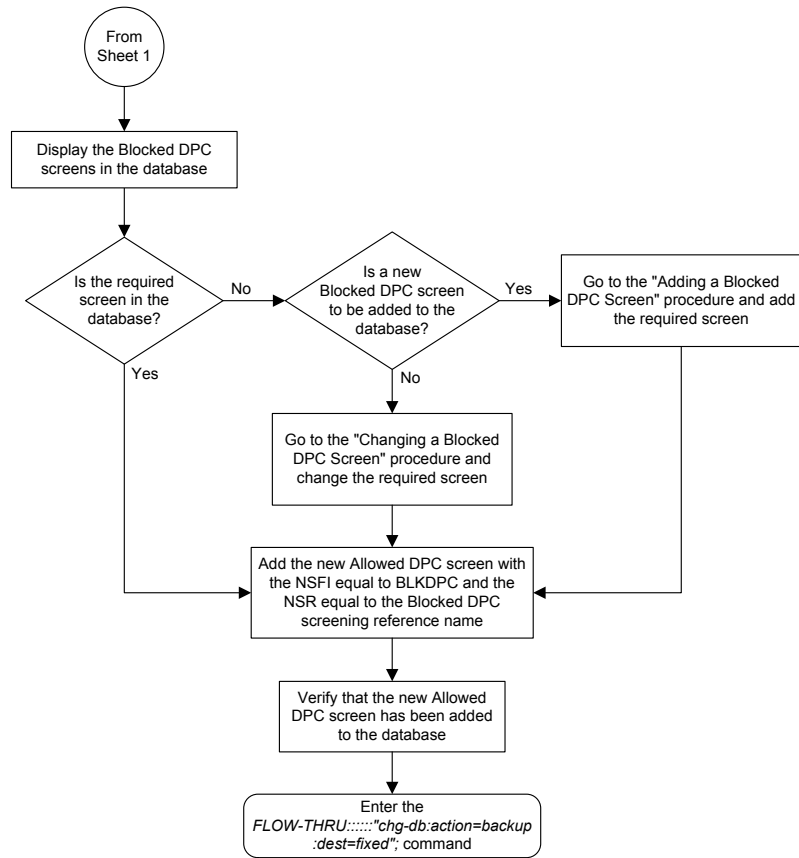 From
Sheet 1
Display the Blocked DPC
screens in the database
Is the required
screen in the
database?
No
Yes
Is a new
Blocked DPC screen
to be added to the
database?
Yes
No
Go to the "Adding a Blocked
DPC Screen" procedure and add
the required screen
Go to the "Changing a Blocked
DPC Screen" procedure and
change the required screen
Add the new Allowed DPC screen with
the NSFI equal to BLKDPC and the
NSR equal to the Blocked DPC
screening reference name
Verify that the new Allowed
DPC screen has been added
to the database
Enter the
FLOW-THRU::::::"chg-db:action=backup
:dest=fixed"; command